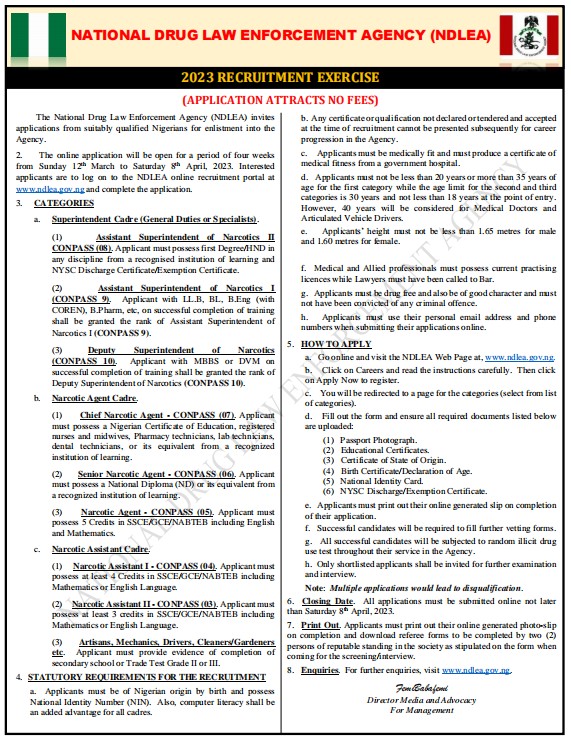 NATIONAL DRUG LAW ENFORCEMENT AGENCY (NDLEA)
2023 RECRUITMENT EXERCISE
(APPLICATION ATTRACTS NO FEES)
The National Drug Law Enforcement Agency (NDLEA) invites
applications from suitably qualified Nigerians for enlistment into the
Agency.
2. The online application will be open for a period of four weeks
from Sunday 12th March to Saturday 8th April, 2023. Interested
applicants are to log on to the NDLEA online recruitment portal at
www.ndlea.gov.ng and complete the application.
3. CATEGORIES
a. Superintendent Cadre (General Duties or Specialists).
(1) Assistant Superintendent of Narcotics II
CONPASS (08). Applicant must possess first Degree/HND in
any discipline from a recognised institution of learning and
NYSC Discharge Certificate/Exemption Certificate.
(2) Assistant Superintendent of Narcotics I
(CONPASS 9). Applicant with LL.B, BL, B.Eng (with
COREN), B.Pharm, etc, on successful completion of training
shall be granted the rank of Assistant Superintendent of
Narcotics I (CONPASS 9).
(3) Deputy Superintendent of Narcotics
(CONPASS 10). Applicant with MBBS or DVM on
successful completion of training shall be granted the rank of
Deputy Superintendent of Narcotics (CONPASS 10).
b. Narcotic Agent Cadre.
(1) Chief Narcotic Agent - CONPASS (07). Applicant
must possess a Nigerian Certificate of Education, registered
nurses and midwives, Pharmacy technicians, lab technicians,
dental technicians, or its equivalent from a recognized
institution of learning.
(2) Senior Narcotic Agent - CONPASS (06). Applicant
must possess a National Diploma (ND) or its equivalent from
a recognized institution of learning.
(3) Narcotic Agent - CONPASS (05). Applicant must
possess 5 Credits in SSCE/GCE/NABTEB including English
and Mathematics.
c. Narcotic Assistant Cadre.
(1) Narcotic Assistant I - CONPASS (04). Applicant must
possess at least 4 Credits in SSCE/GCE/NABTEB including
Mathematics or English Language.
(2) Narcotic Assistant II - CONPASS (03). Applicant must
possess at least 3 credits in SSCE/GCE/NABTEB including
Mathematics or English Language.
(3) Artisans, Mechanics, Drivers, Cleaners/Gardeners
etc. Applicant must provide evidence of completion of
secondary school or Trade Test Grade II or III.
4. STATUTORY REQUIREMENTS FOR THE RECRUITMENT
a. Applicants must be of Nigerian origin by birth and possess
National Identity Number (NIN). Also, computer literacy shall be
an added advantage for all cadres.
b. Any certificate or qualification not declared or tendered and accepted
at the time of recruitment cannot be presented subsequently for career
progression in the Agency.
c. Applicants must be medically fit and must produce a certificate of
medical fitness from a government hospital.
d. Applicants must not be less than 20 years or more than 35 years of
age for the first category while the age limit for the second and third
categories is 30 years and not less than 18 years at the point of entry.
However, 40 years will be considered for Medical Doctors and
Articulated Vehicle Drivers.
e. Applicants' height must not be less than 1.65 metres for male
and 1.60 metres for female.
f. Medical and Allied professionals must possess current practising
licences while Lawyers must have been called to Bar.
g. Applicants must be drug free and also be of good character and must
not have been convicted of any criminal offence.
h. Applicants must use their personal email address and phone
numbers when submitting their applications online.
5. HOW TO APPLY
a. Go online and visit the NDLEA Web Page at, www.ndlea.gov.ng.
b. Click on Careers and read the instructions carefully. Then click
on Apply Now to register.
c. You will be redirected to a page for the categories (select from list
of categories).
d. Fill out the form and ensure all required documents listed below
are uploaded:
(1) Passport Photograph.
(2) Educational Certificates.
(3) Certificate of State of Origin.
(4) Birth Certificate/Declaration of Age.
(5) National Identity Card.
(6) NYSC Discharge/Exemption Certificate.
e. Applicants must print out their online generated slip on completion
of their application.
f. Successful candidates will be required to fill further vetting forms.
g. All successful candidates will be subject to random illicit drug
use test throughout their service in the Agency.
h. Only shortlisted applicants shall be invited for further examination
and interview.
Note: Multiple applications would lead to disqualification.
6. Closing Date. All applications must be submitted online not later
than Saturday 8th April, 2023.
7. Print Out. Applicants must print out their online generated photo-slip
on completion and download referee forms to be completed by two (2)
persons of reputable standing in the society as stipulated on the form when
coming for the screening/interview.
8. Enquiries. For further enquiries, visit www.ndlea.gov.ng.
FemiBabafemi
Director Media and Advocacy
For Management
NATIONAL DRUG LAW ENFORCEMENT AGENCY